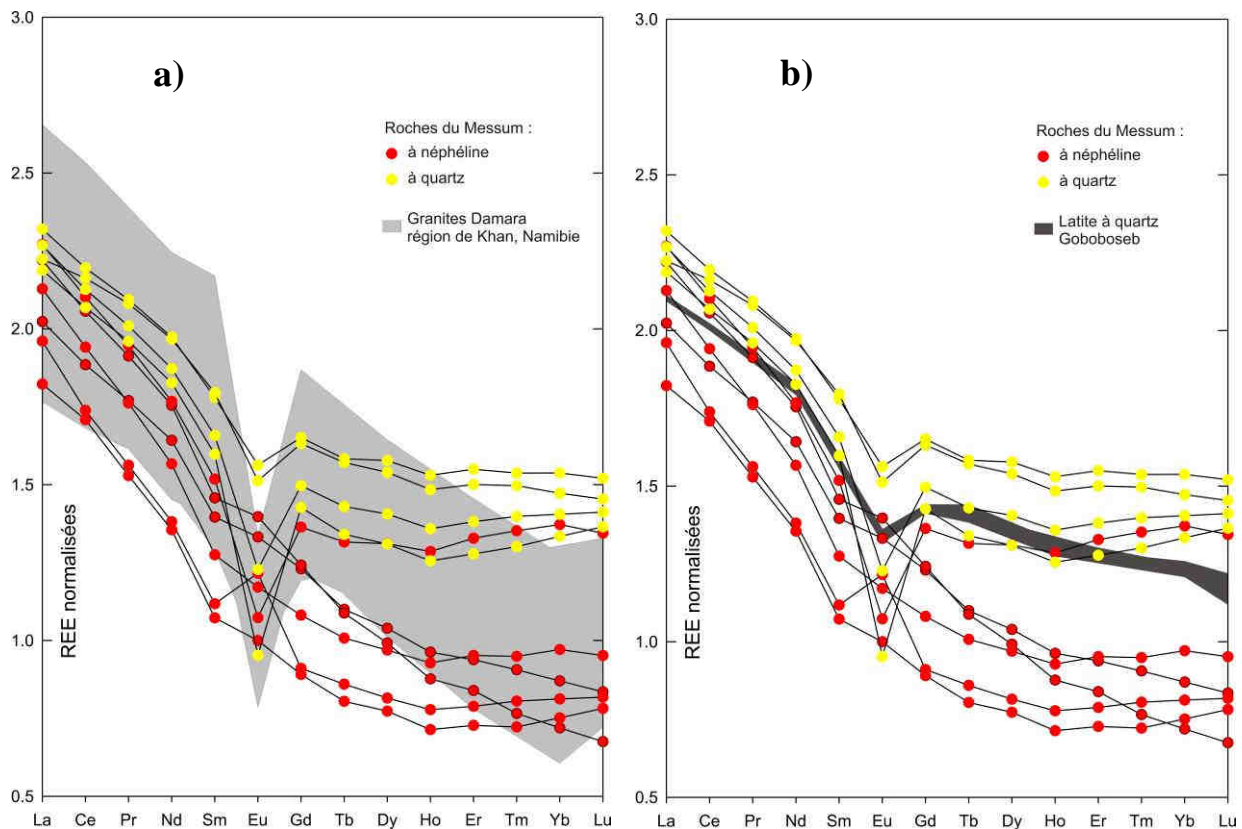 a)
3.0
2.5
2.0
1.5
1.0
0.5
REE normalisées
Roches du Messum :
à néphéline
à quartz
Granites Damara
région de Khan, Namibie
La Ce Pr Nd Sm Eu Gd Tb Dy Ho Er Tm Yb Lu
b)
3.0
2.5
2.0
1.5
1.0
0.5
REE normalisées
Roches du Messum :
à néphéline
à quartz
Latite à quartz
Goboboseb
La Ce Pr Nd Sm Eu Gd Tb Dy Ho Er Tm Yb Lu